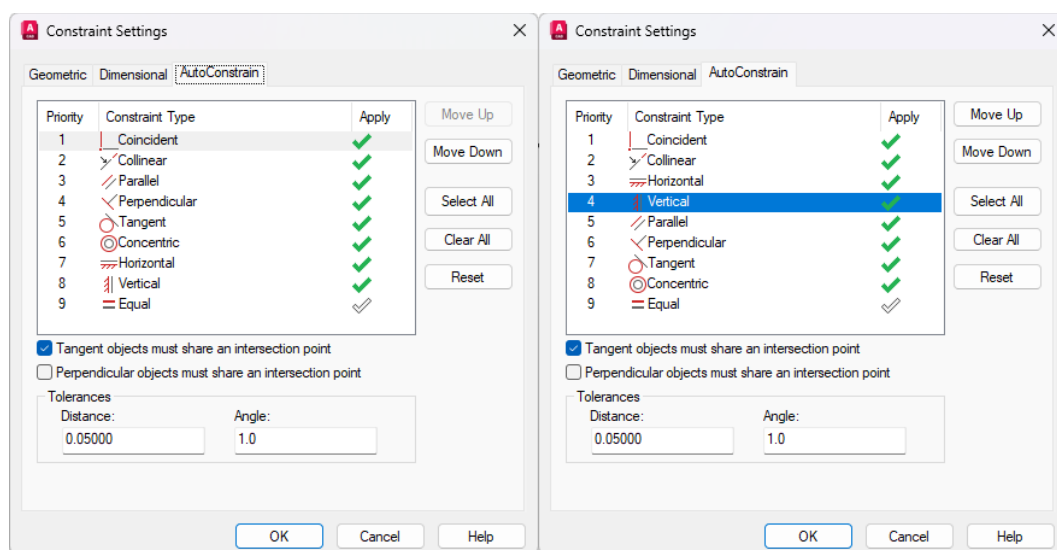 Constraint Settings
Geometric Dimensional AutoConstrain
Priority Constraint Type Apply
1 Coincident
2 Collinear
3 Parallel
4 Perpendicular
5 Tangent
6 Concentric
7 Horizontal
8 Vertical
9 Equal
Move Up
Move Down
Select All
Clear All
Reset
Tangent objects must share an intersection point
Perpendicular objects must share an intersection point
Tolerances
Distance: Angle:
0.05000 1.0
OK Cancel Help
Constraint Settings
Geometric Dimensional AutoConstrain
Priority Constraint Type Apply
1 Coincident
2 Collinear
3 Horizontal
4 Vertical
5 Parallel
6 Perpendicular
7 Tangent
8 Concentric
9 Equal
Move Up
Move Down
Select All
Clear All
Reset
Tangent objects must share an intersection point
Perpendicular objects must share an intersection point
Tolerances
Distance: Angle:
0.05000 1.0
OK Cancel Help